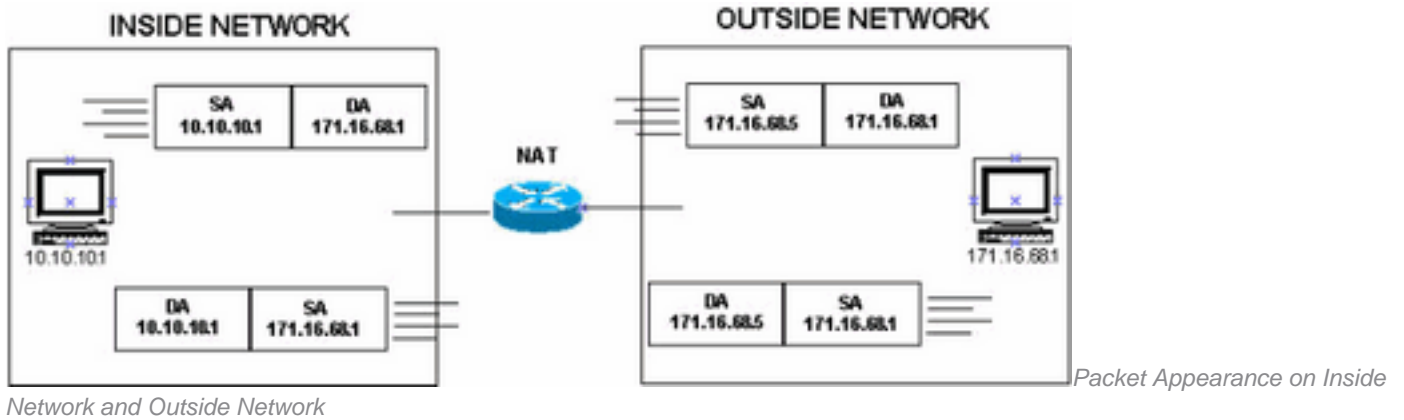 INSIDE NETWORK
OUTSIDE NETWORK
SA
10.10.10.1
DA
171.16.68.1
SA
171.16.68.5
DA
171.16.68.1
NAT
10.10.10.1
171.16.68.1
DA
10.10.10.1
SA
171.16.68.1
DA
171.16.68.5
SA
171.16.68.1
Packet Appearance on Inside
Network and Outside Network